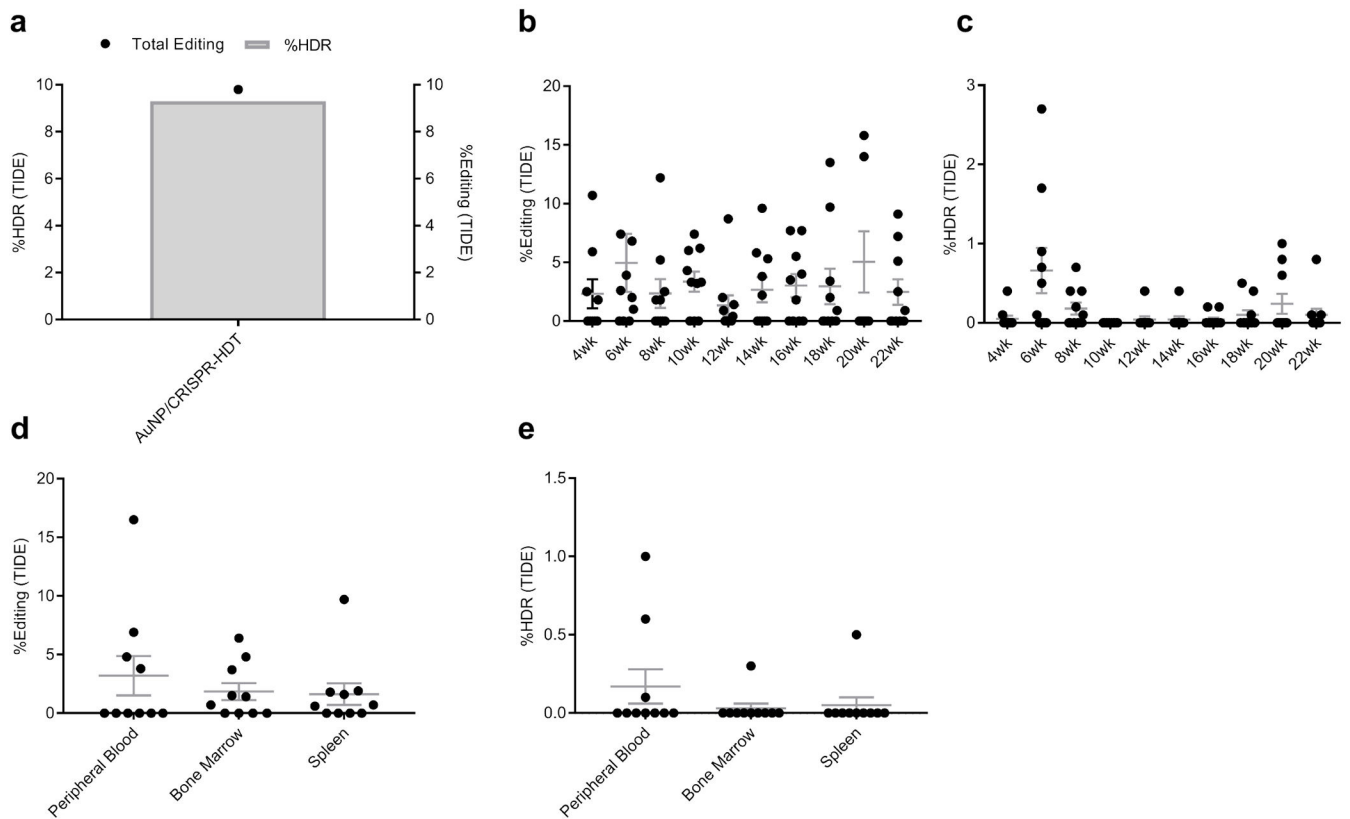 a
Total Editing %HDR
10 10
8 8
6 6
4 4
2 2
0 0
%HDR (TIDE)
%Editing (TIDE)
AuNP/CRISPR-HDT
b
20
15
10
5
0
%Editing (TIDE)
4wk 6wk 8wk 10wk 12wk 14wk 16wk 18wk 20wk 22wk
c
3
2
1
0
%HDR (TIDE)
4wk 6wk 8wk 10wk 12wk 14wk 16wk 18wk 20wk 22wk
d
20
15
10
5
0
%Editing (TIDE)
Peripheral Blood Bone Marrow Spleen
e
1.5
1.0
0.5
0.0
%HDR (TIDE)
Peripheral Blood Bone Marrow Spleen